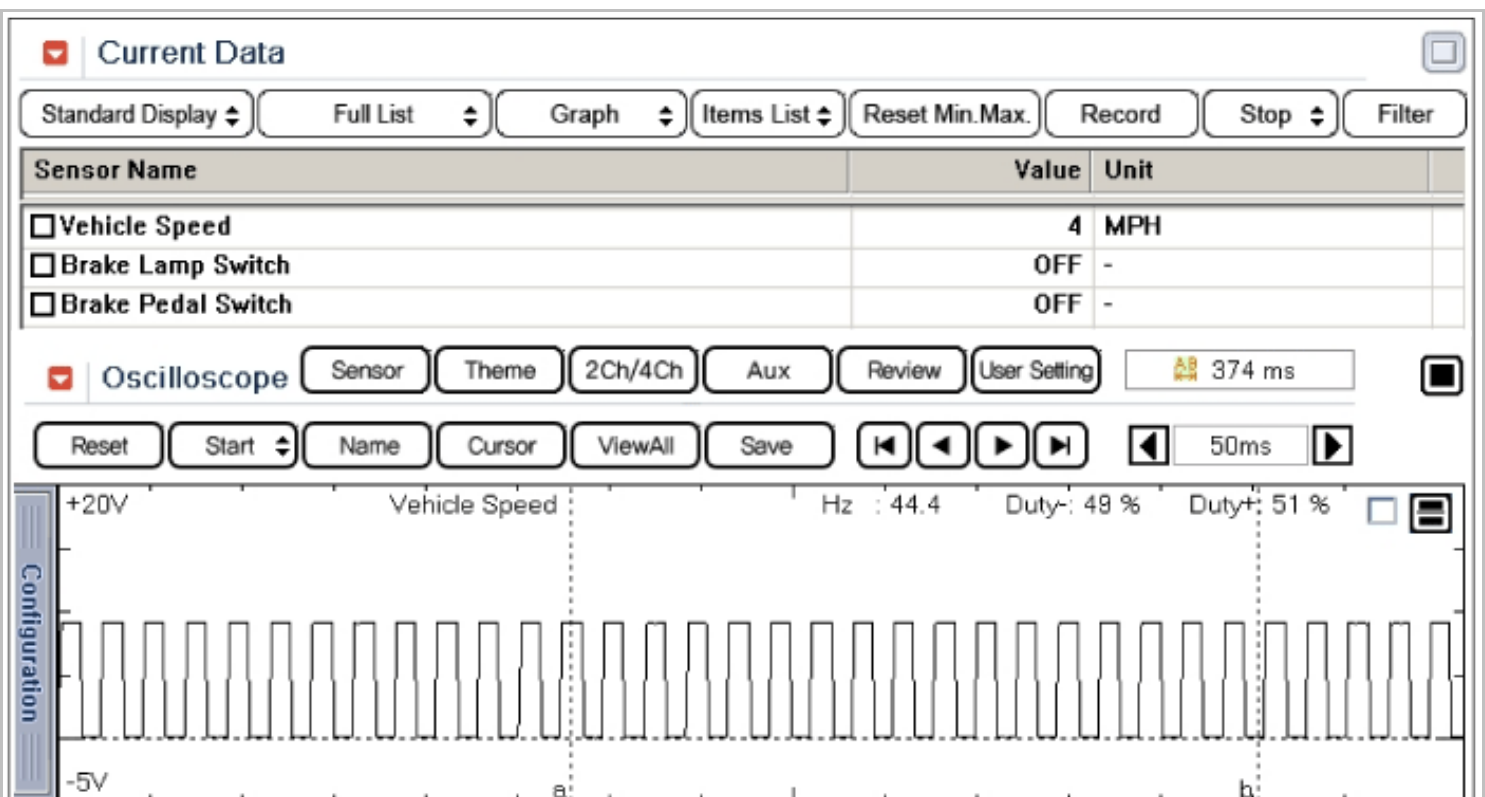 Current Data
Standard Display Full List Graph Items List Reset Min.Max. Record Stop Filter
Sensor Name Value Unit
Vehicle Speed 4 MPH
Brake Lamp Switch OFF -
Brake Pedal Switch OFF -
Oscilloscope Sensor Theme 2Ch/4Ch Aux Review User Setting AB 374 ms
Reset Start Name Cursor ViewAll Save 50ms
+20V Vehicle Speed Hz : 44.4 Duty-: 49 % Duty+: 51 %
Configuration
-5V
a b